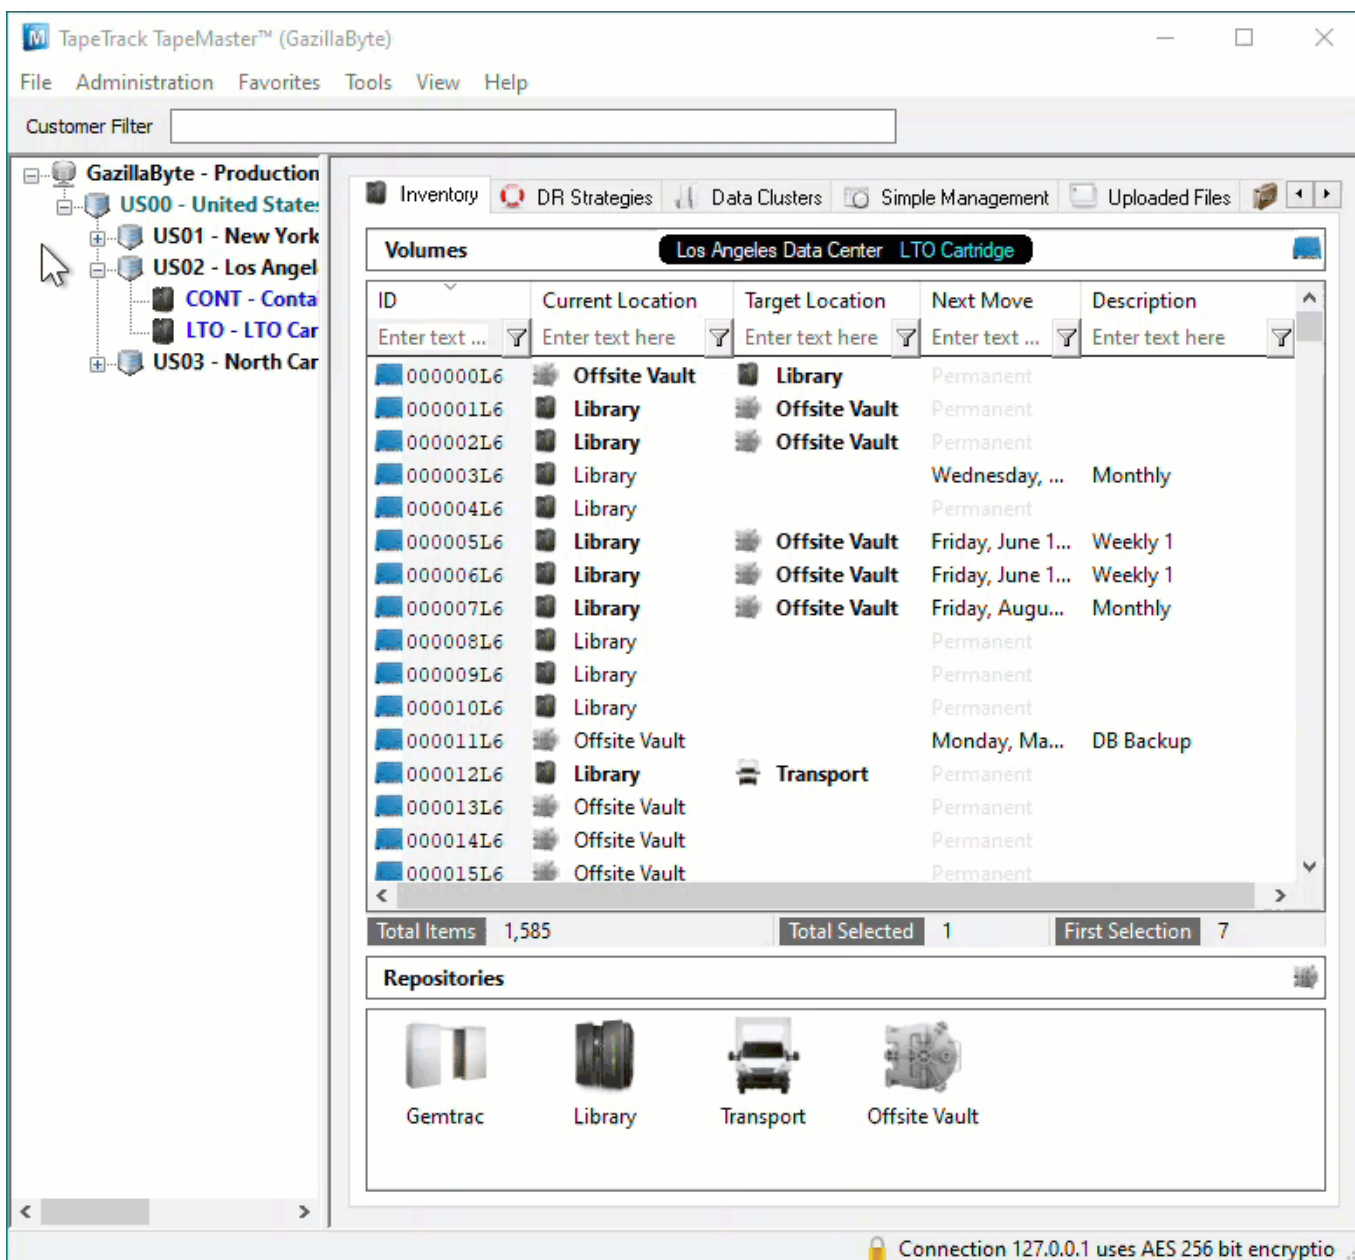 TapeTrack TapeMaster™ (GazillaByte)
File Administration Favorites Tools View Help
Customer Filter
GazillaByte - Production
US00 - United State
US01 - New York
US02 - Los Angel
CONT - Conta
LTO - LTO Car
US03 - North Car
Inventory DR Strategies Data Clusters Simple Management Uploaded Files
Volumes Los Angeles Data Center LTO Cartridge
ID Current Location Target Location Next Move Description
Enter text ... Enter text here Enter text here Enter text ... Enter text here
000000L6 Offsite Vault Library Permanent
000001L6 Library Offsite Vault Permanent
000002L6 Library Offsite Vault Permanent
000003L6 Library Wednesday, ... Monthly
000004L6 Library Permanent
000005L6 Library Offsite Vault Friday, June 1... Weekly 1
000006L6 Library Offsite Vault Friday, June 1... Weekly 1
000007L6 Library Offsite Vault Friday, Augu... Monthly
000008L6 Library Permanent
000009L6 Library Permanent
000010L6 Library Permanent
000011L6 Offsite Vault Monday, Ma... DB Backup
000012L6 Library Transport Permanent
000013L6 Offsite Vault Permanent
000014L6 Offsite Vault Permanent
000015L6 Offsite Vault Permanent
Total Items 1,585 Total Selected 1 First Selection 7
Repositories
Gemtrac Library Transport Offsite Vault
Connection 127.0.0.1 uses AES 256 bit encryptio